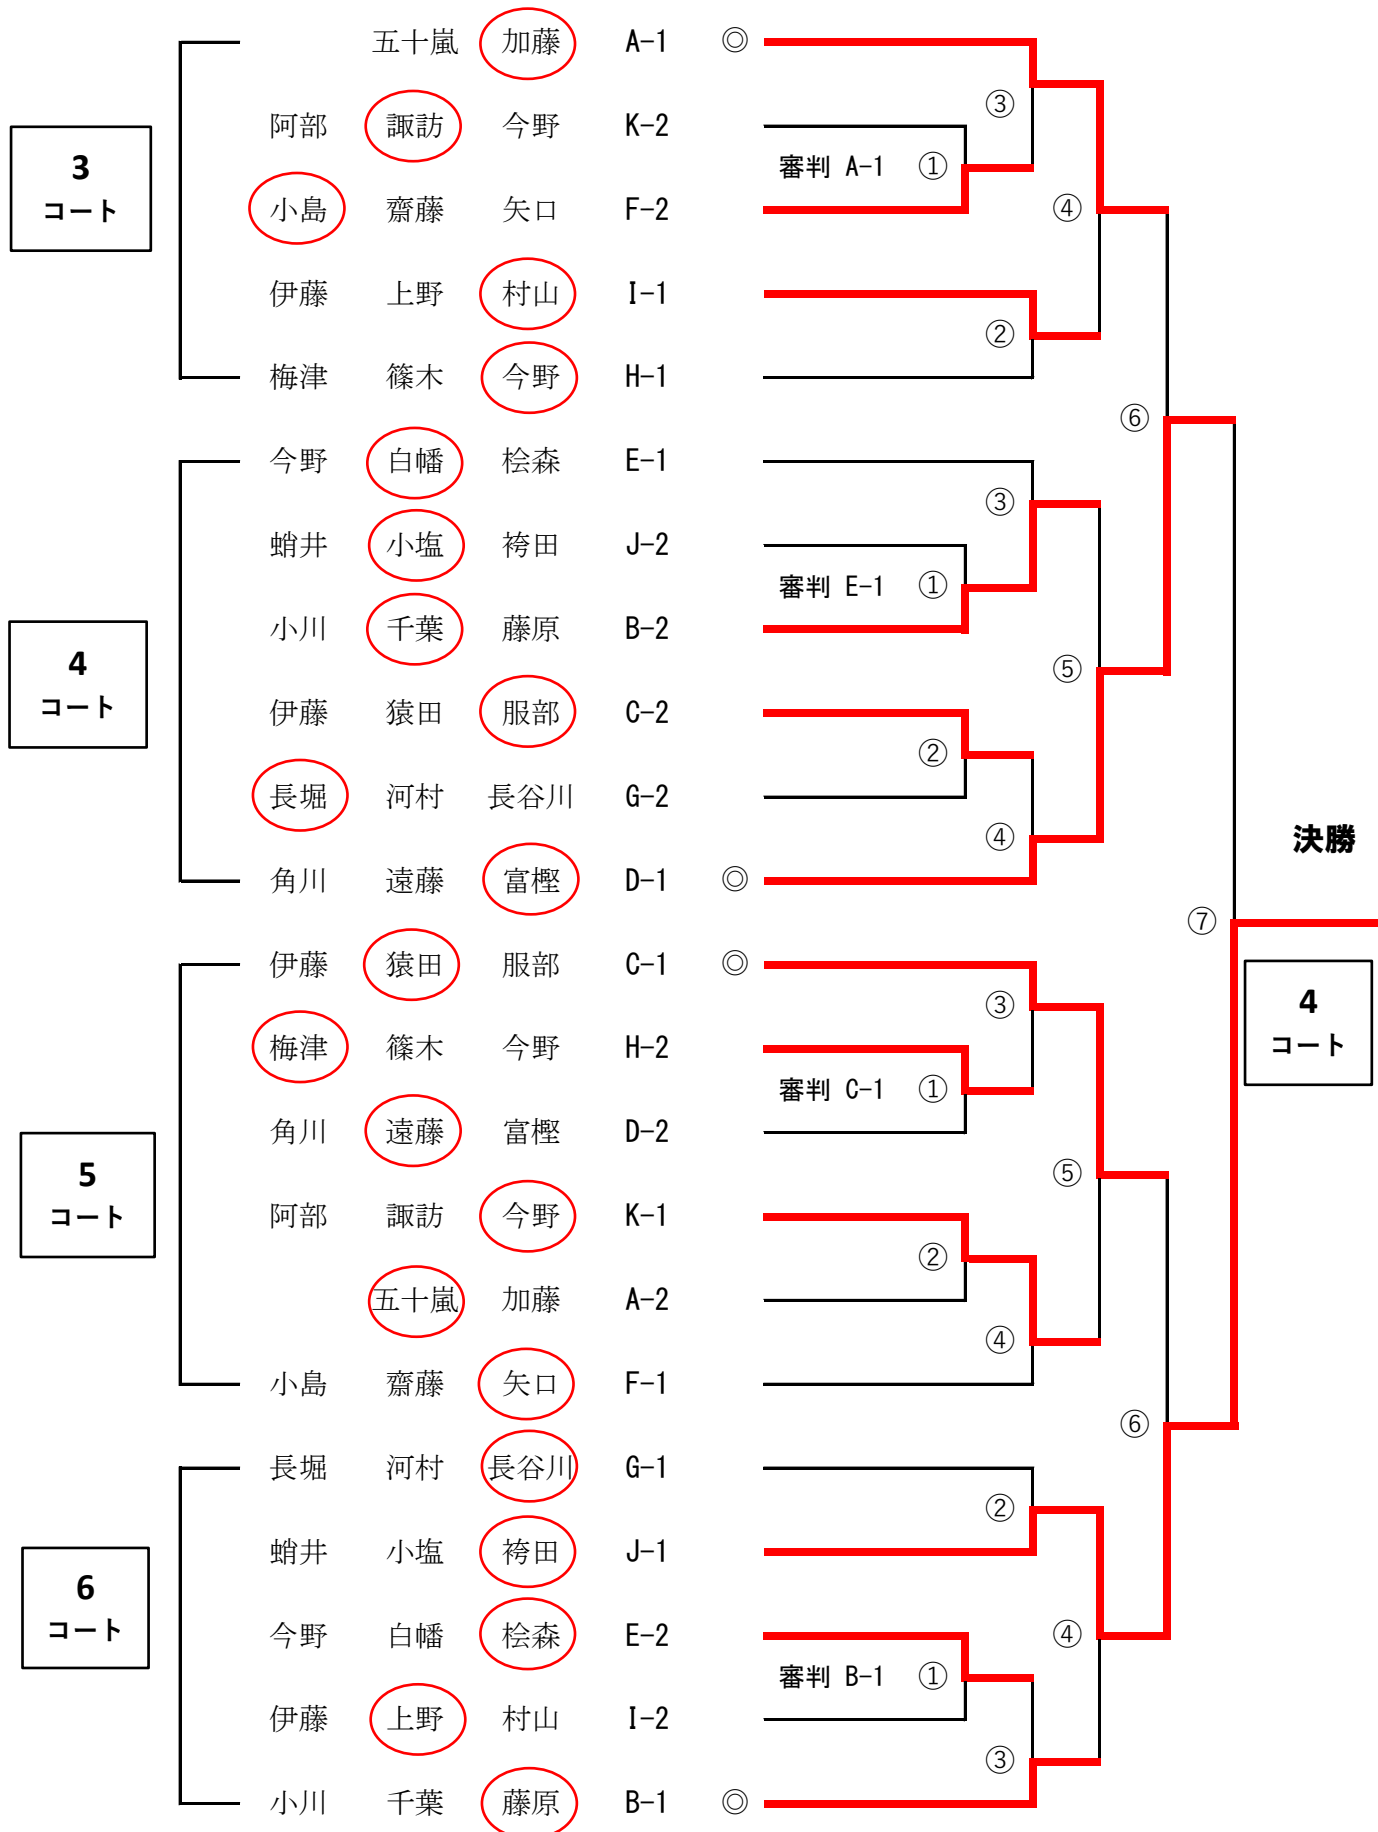 五十嵐 加藤 A-1 ◎
③
阿部 諏訪 今野 K-2
3
コート
審判 A-1 ①
小島 齋藤 矢口 F-2
④
伊藤 上野 村山 I-1
②
梅津 篠木 今野 H-1
⑥
今野 白幡 桧森 E-1
③
蛸井 小塩 袴田 J-2
審判 E-1 ①
小川 千葉 藤原 B-2
4
コート
⑤
伊藤 猿田 服部 C-2
②
長堀 河村 長谷川 G-2
④
決勝
角川 遠藤 富樫 D-1 ◎
⑦
伊藤 猿田 服部 C-1 ◎
③
4
コート
梅津 篠木 今野 H-2
審判 C-1 ①
角川 遠藤 富樫 D-2
5
コート
⑤
阿部 諏訪 今野 K-1
②
五十嵐 加藤 A-2
④
小島 齋藤 矢口 F-1
⑥
長堀 河村 長谷川 G-1
②
蛸井 小塩 袴田 J-1
6
コート
今野 白幡 桧森 E-2
④
審判 B-1 ①
伊藤 上野 村山 I-2
③
小川 千葉 藤原 B-1 ◎